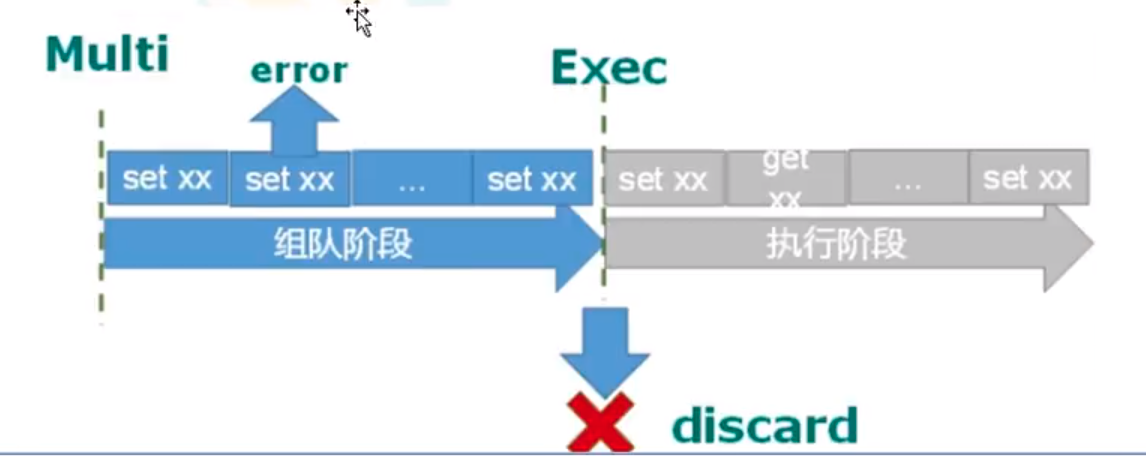 Multi
error
Exec
set xx
set xx
...
set xx
set xx
get
xx
...
set xx
组队阶段
执行阶段
discard